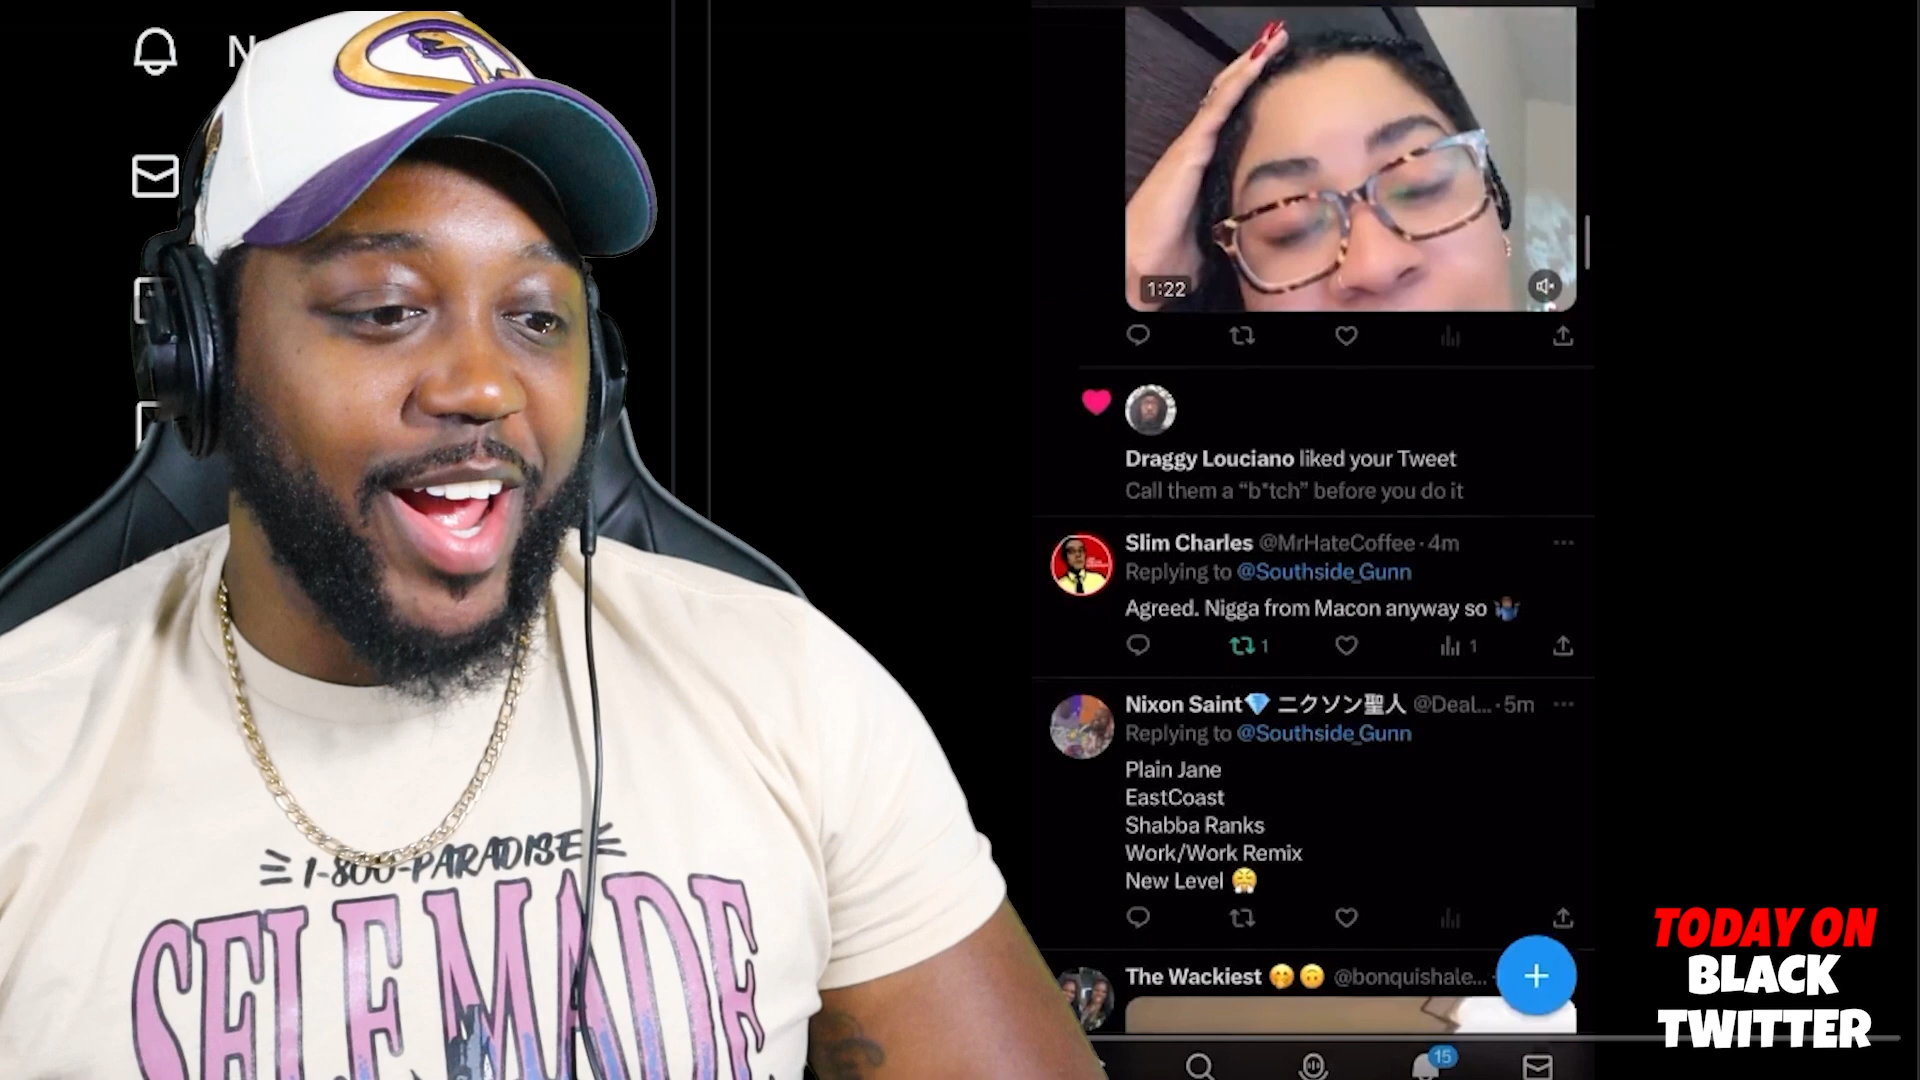 N
1:22
Draggy Louciano liked your Tweet
Call them a “b*tch” before you do it
Slim Charles @MrHateCoffee · 4m
Replying to @Southside_Gunn
Agreed. Nigga from Macon anyway so 🤷🏿‍♂️
1 1
Nixon Saint💎 ニクソン聖人 @Deal... · 5m
Replying to @Southside_Gunn
Plain Jane
EastCoast
Shabba Ranks
Work/Work Remix
New Level 😤
The Wackiest 🤭🙃 @bonquishale... ·
15
1-800-PARADISE
SELF MADE
TODAY ON
BLACK
TWITTER